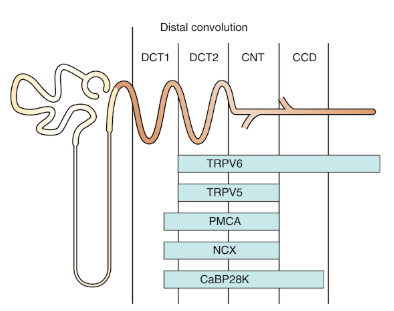 Distal convolution
DCT1 DCT2 CNT CCD
TRPV6
TRPV5
PMCA
NCX
CaBP28K